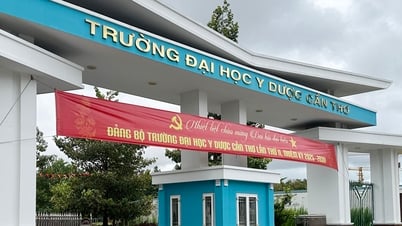 TRƯỜNG ĐẠI HỌC Y DƯỢC CẦN THƠ
Nhiệt liệt chào mừng Đại hội đại biểu
ĐẢNG BỘ TRƯỜNG ĐẠI HỌC Y DƯỢC CẦN THƠ LẦN THỨ II, NHIỆM KỲ 2025-2030